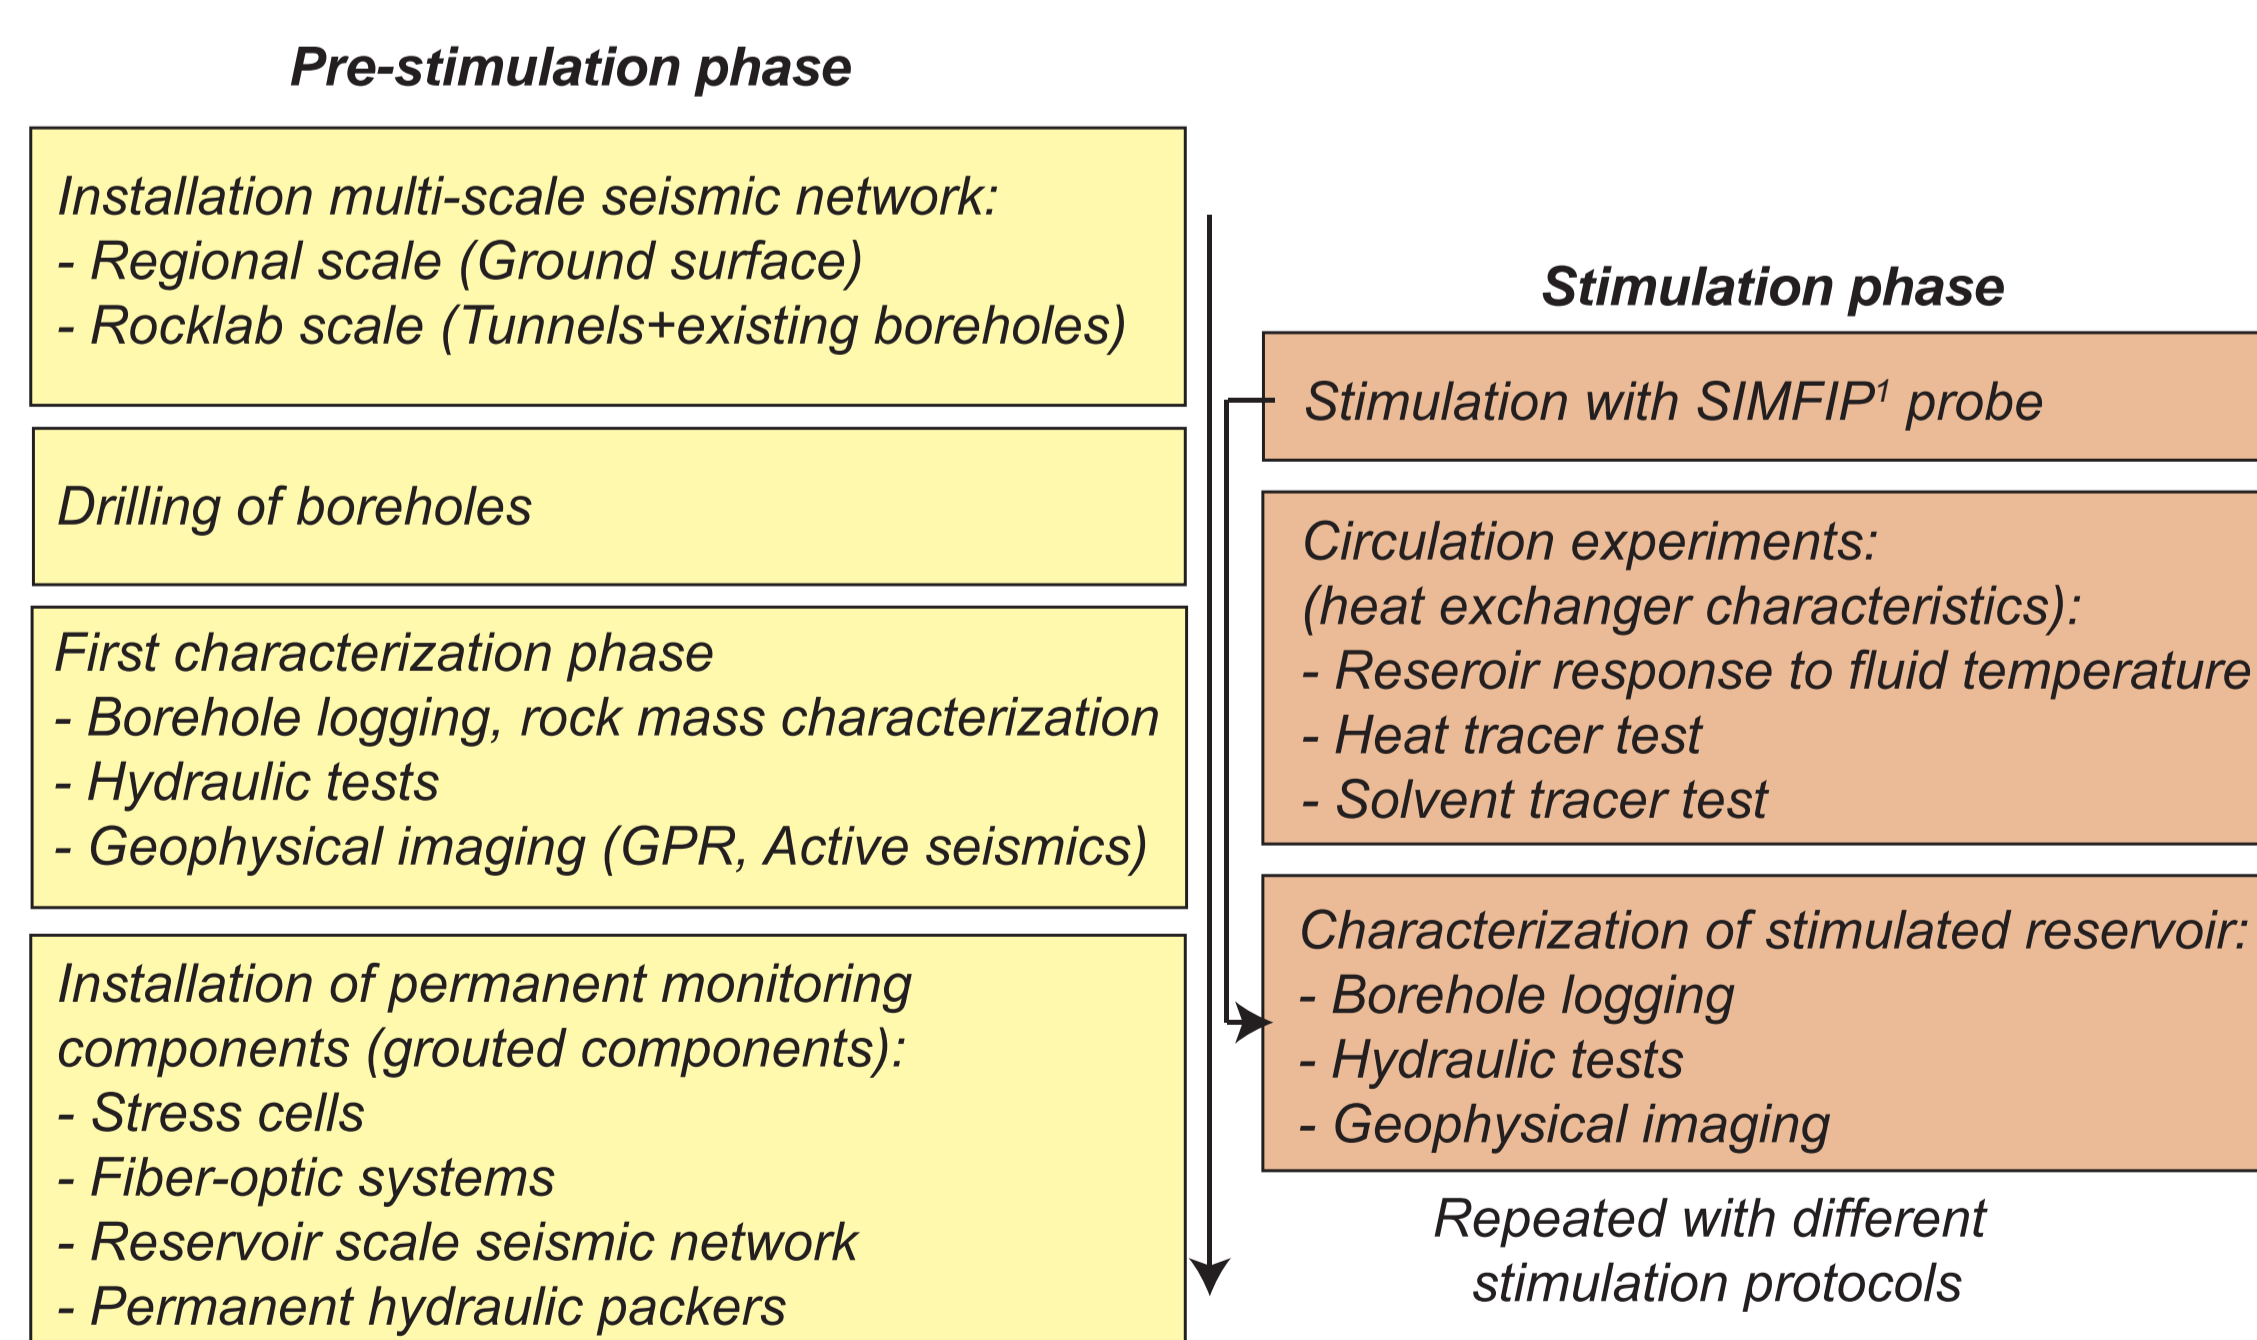 Pre-stimulation phase
Installation multi-scale seismic network:
- Regional scale (Ground surface)
- Rocklab scale (Tunnels+existing boreholes)
Drilling of boreholes
First characterization phase
- Borehole logging, rock mass characterization
- Hydraulic tests
- Geophysical imaging (GPR, Active seismics)
Installation of permanent monitoring
components (grouted components):
- Stress cells
- Fiber-optic systems
- Reservoir scale seismic network
- Permanent hydraulic packers
Stimulation phase
Stimulation with SIMFIP¹ probe
Circulation experiments:
(heat exchanger characteristics):
- Reseroir response to fluid temperature
- Heat tracer test
- Solvent tracer test
Characterization of stimulated reservoir:
- Borehole logging
- Hydraulic tests
- Geophysical imaging
Repeated with different
stimulation protocols